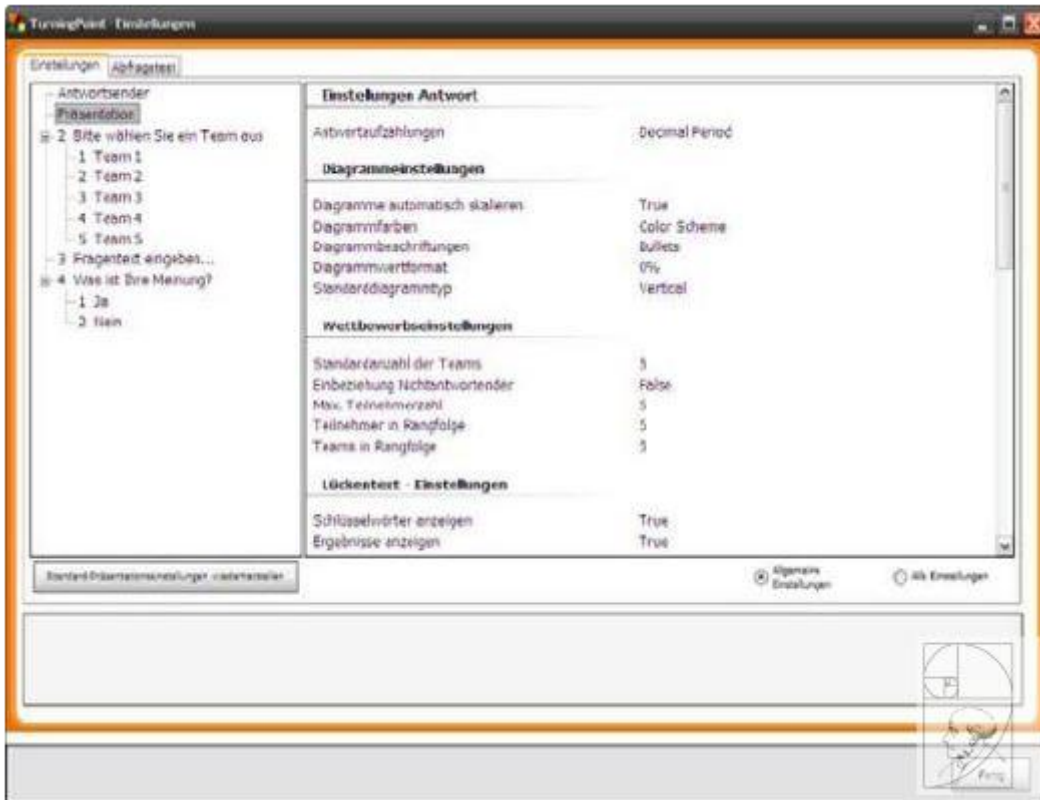 TurningPoint - Einstellungen
Einstellungen Abfragetest
Antwortsender
Präsentation
2 Bitte wählen Sie ein Team aus
1 Team 1
2 Team 2
3 Team 3
4 Team 4
5 Team 5
3 Fragentext eingeben...
4 Was ist Ihre Meinung?
1 Ja
2 Nein
Einstellungen Antwort
Antwortaufzählungen Decimal Period
Diagrammeinstellungen
Diagramme automatisch skalieren True
Diagrammfarben Color Scheme
Diagrammbeschriftungen Bullets
Diagrammwertformat 0%
Standarddiagrammtyp Vertical
Wettbewerbseinstellungen
Standardanzahl der Teams 5
Einbeziehung Nichtantwortender False
Max. Teilnehmerzahl 5
Teilnehmer in Rangfolge 5
Teams in Rangfolge 5
Lückentext - Einstellungen
Schlüsselwörter anzeigen True
Ergebnisse anzeigen True
Standard-Präsentationseinstellungen wiederherstellen
Allgemeine
Einstellungen
Alle Einstellungen
Fertig